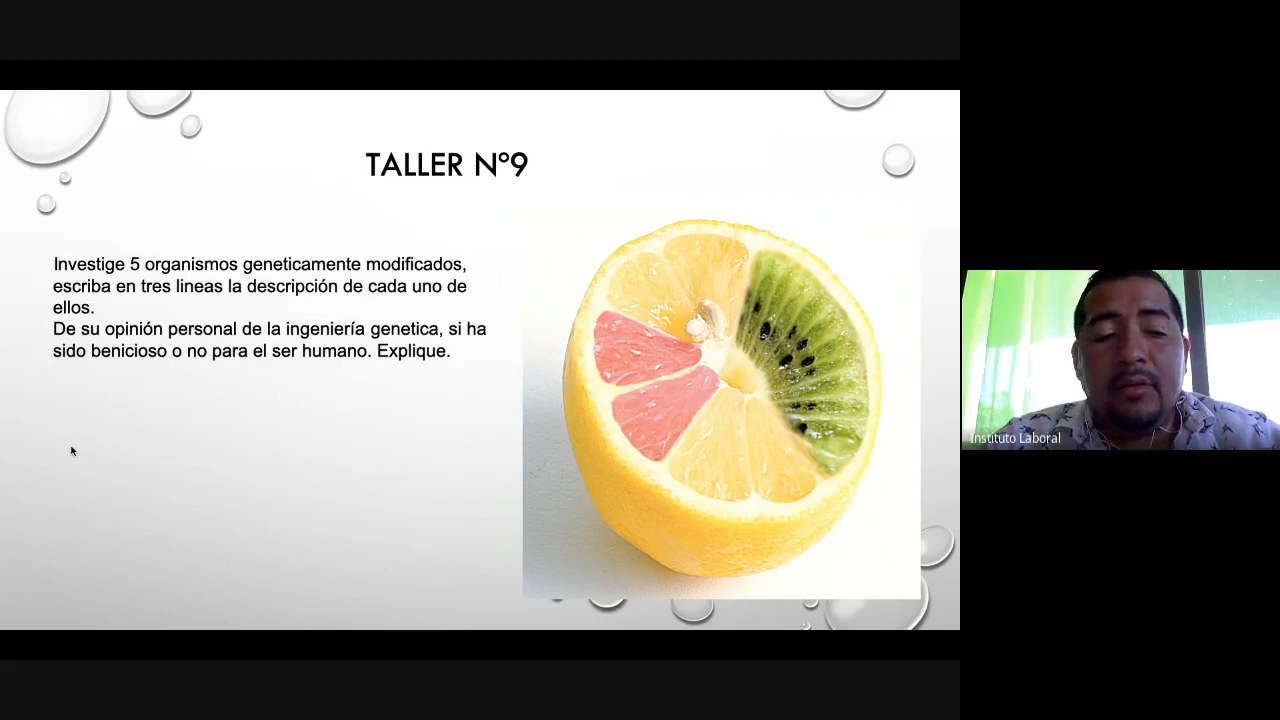 TALLER N°9
Investige 5 organismos geneticamente modificados,
escriba en tres lineas la descripción de cada uno de
ellos.
De su opinión personal de la ingeniería genetica, si ha
sido benicioso o no para el ser humano. Explique.
Instituto Laboral